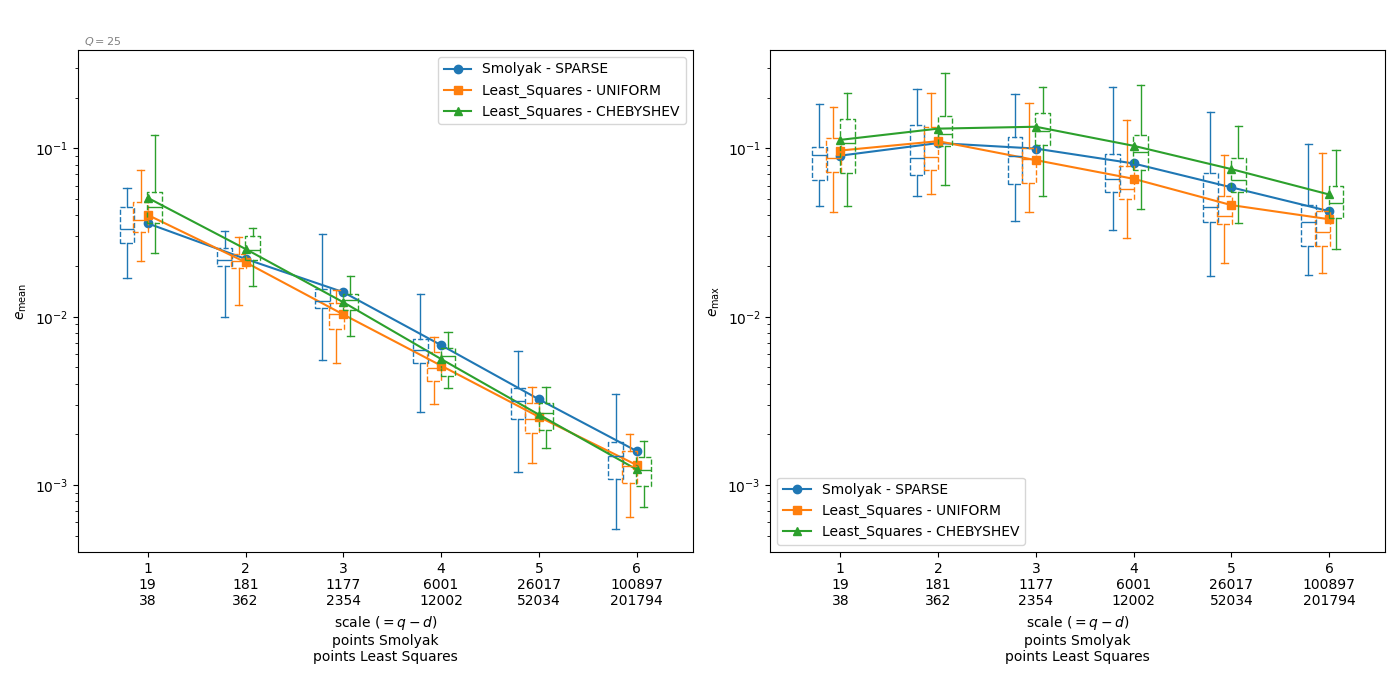 Q = 25
Smolyak - SPARSE
Least_Squares - UNIFORM
Least_Squares - CHEBYSHEV
10⁻¹
10⁻²
10⁻³
e_mean
1 2 3 4 5 6
19 181 1177 6001 26017 100897
38 362 2354 12002 52034 201794
scale (= q − d)
points Smolyak
points Least Squares
10⁻¹
10⁻²
10⁻³
e_max
Smolyak - SPARSE
Least_Squares - UNIFORM
Least_Squares - CHEBYSHEV
1 2 3 4 5 6
19 181 1177 6001 26017 100897
38 362 2354 12002 52034 201794
scale (= q − d)
points Smolyak
points Least Squares